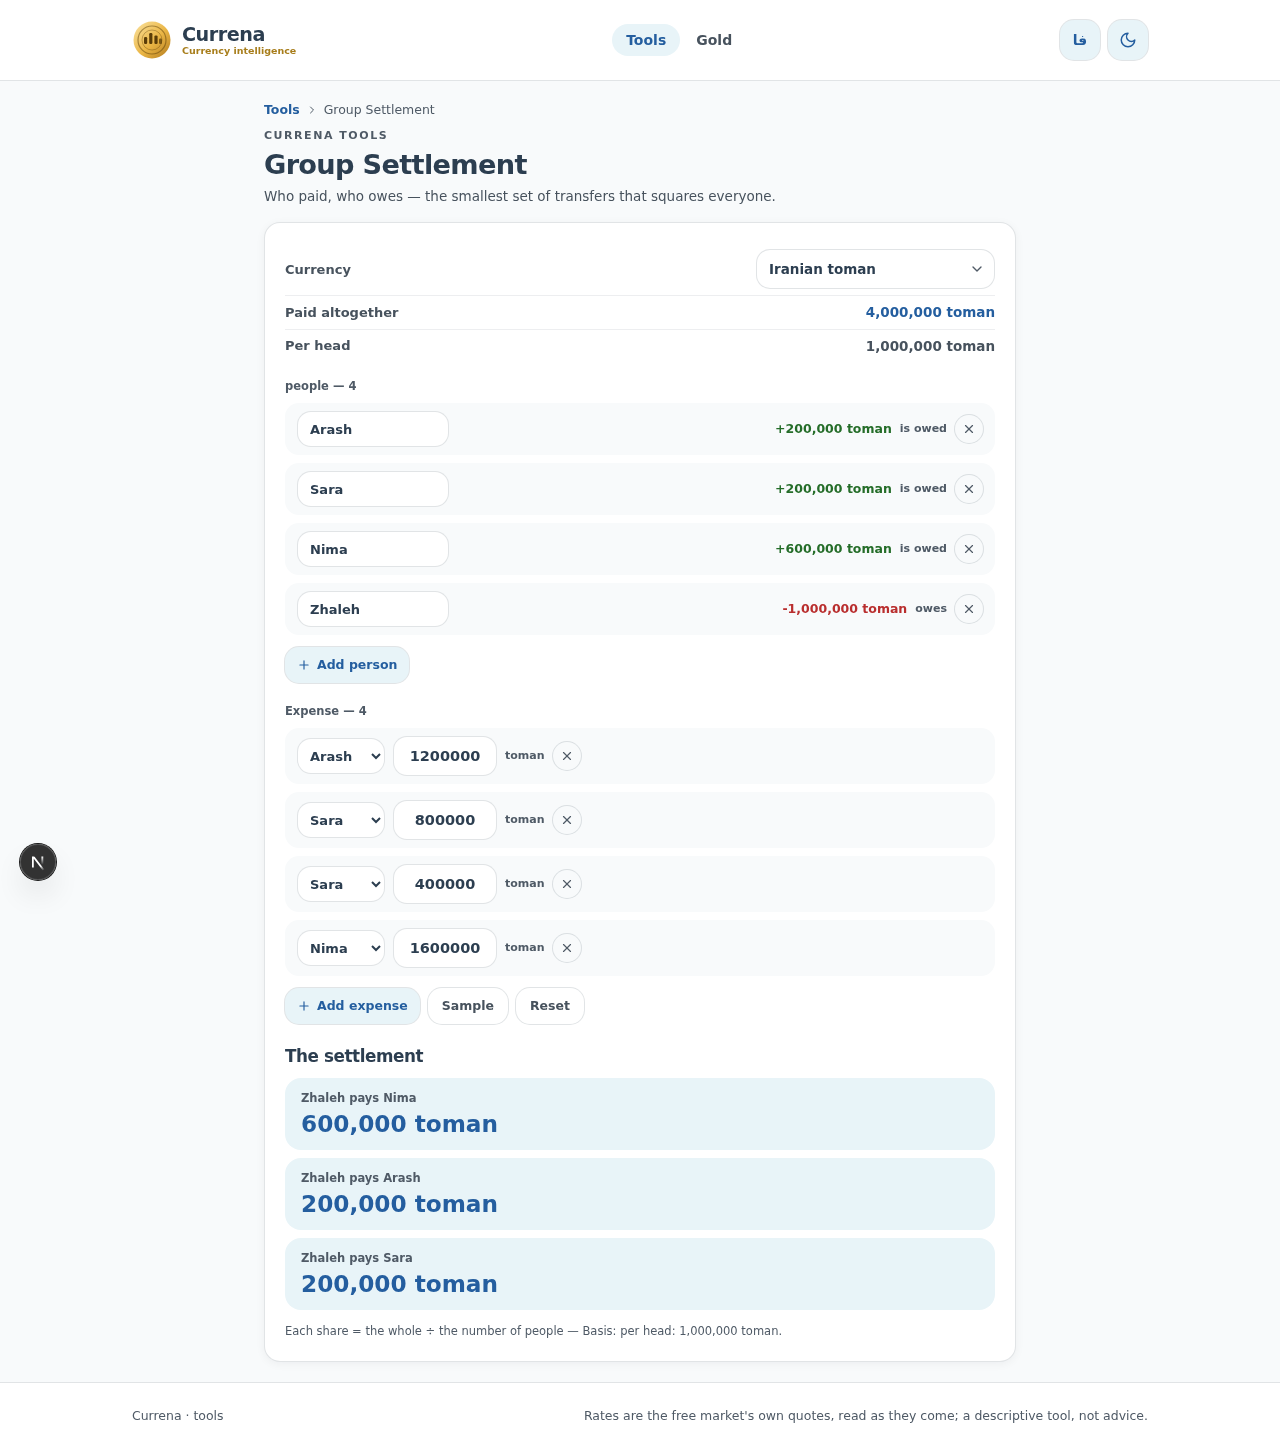 Currena
Currency intelligence
Tools
Gold
فا
Tools > Group Settlement
CURRENA TOOLS
Group Settlement
Who paid, who owes — the smallest set of transfers that squares everyone.
Currency
Iranian toman
Paid altogether
4,000,000 toman
Per head
1,000,000 toman
people — 4
Arash
+200,000 toman is owed
Sara
+200,000 toman is owed
Nima
+600,000 toman is owed
Zhaleh
-1,000,000 toman owes
+ Add person
Expense — 4
Arash 1200000 toman
Sara 800000 toman
Sara 400000 toman
Nima 1600000 toman
+ Add expense
Sample
Reset
The settlement
Zhaleh pays Nima
600,000 toman
Zhaleh pays Arash
200,000 toman
Zhaleh pays Sara
200,000 toman
Each share = the whole ÷ the number of people — Basis: per head: 1,000,000 toman.
N
Currena · tools
Rates are the free market's own quotes, read as they come; a descriptive tool, not advice.